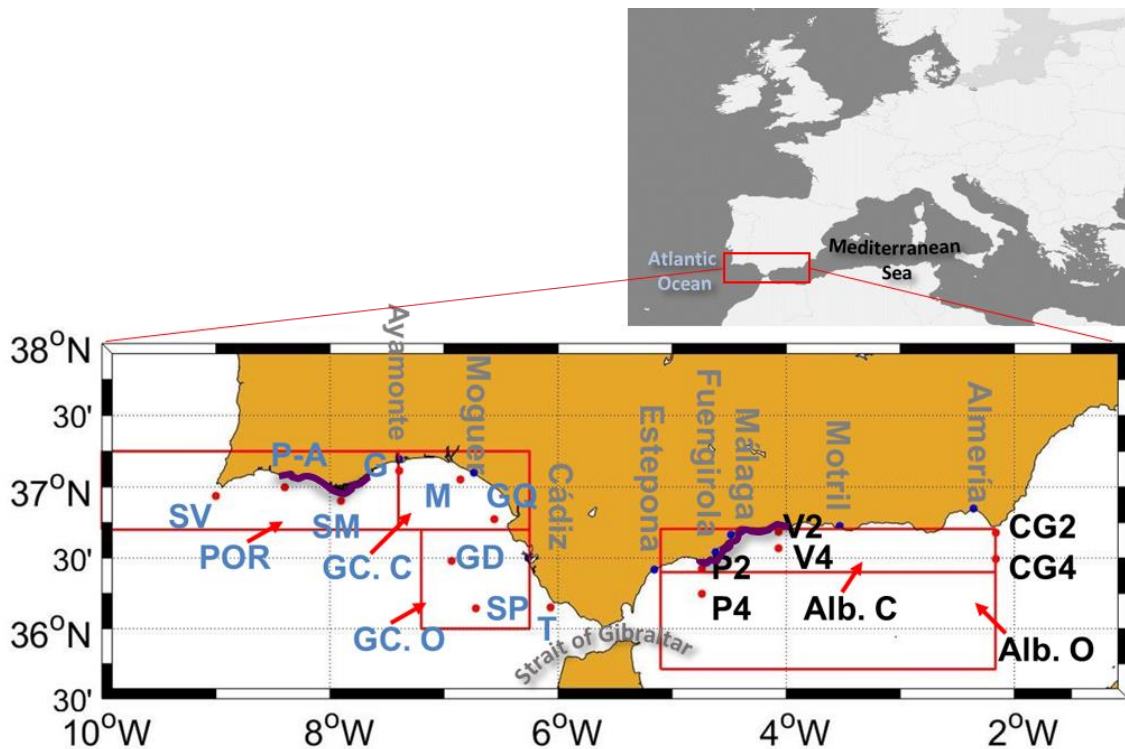 Atlantic
Ocean
Mediterranean
Sea
38°N
30'
37°N
30'
36°N
30'
10°W
8°W
6°W
4°W
2°W
Ayamonte
Moguer
Cádiz
Estepona
Fuengirola
Málaga
Motril
Almería
P-A
G
SV
SM
M
GQ
POR
GC. C
GD
GC. O
SP
T
Strait of Gibraltar
P2
P4
V2
V4
CG2
CG4
Alb. C
Alb. O